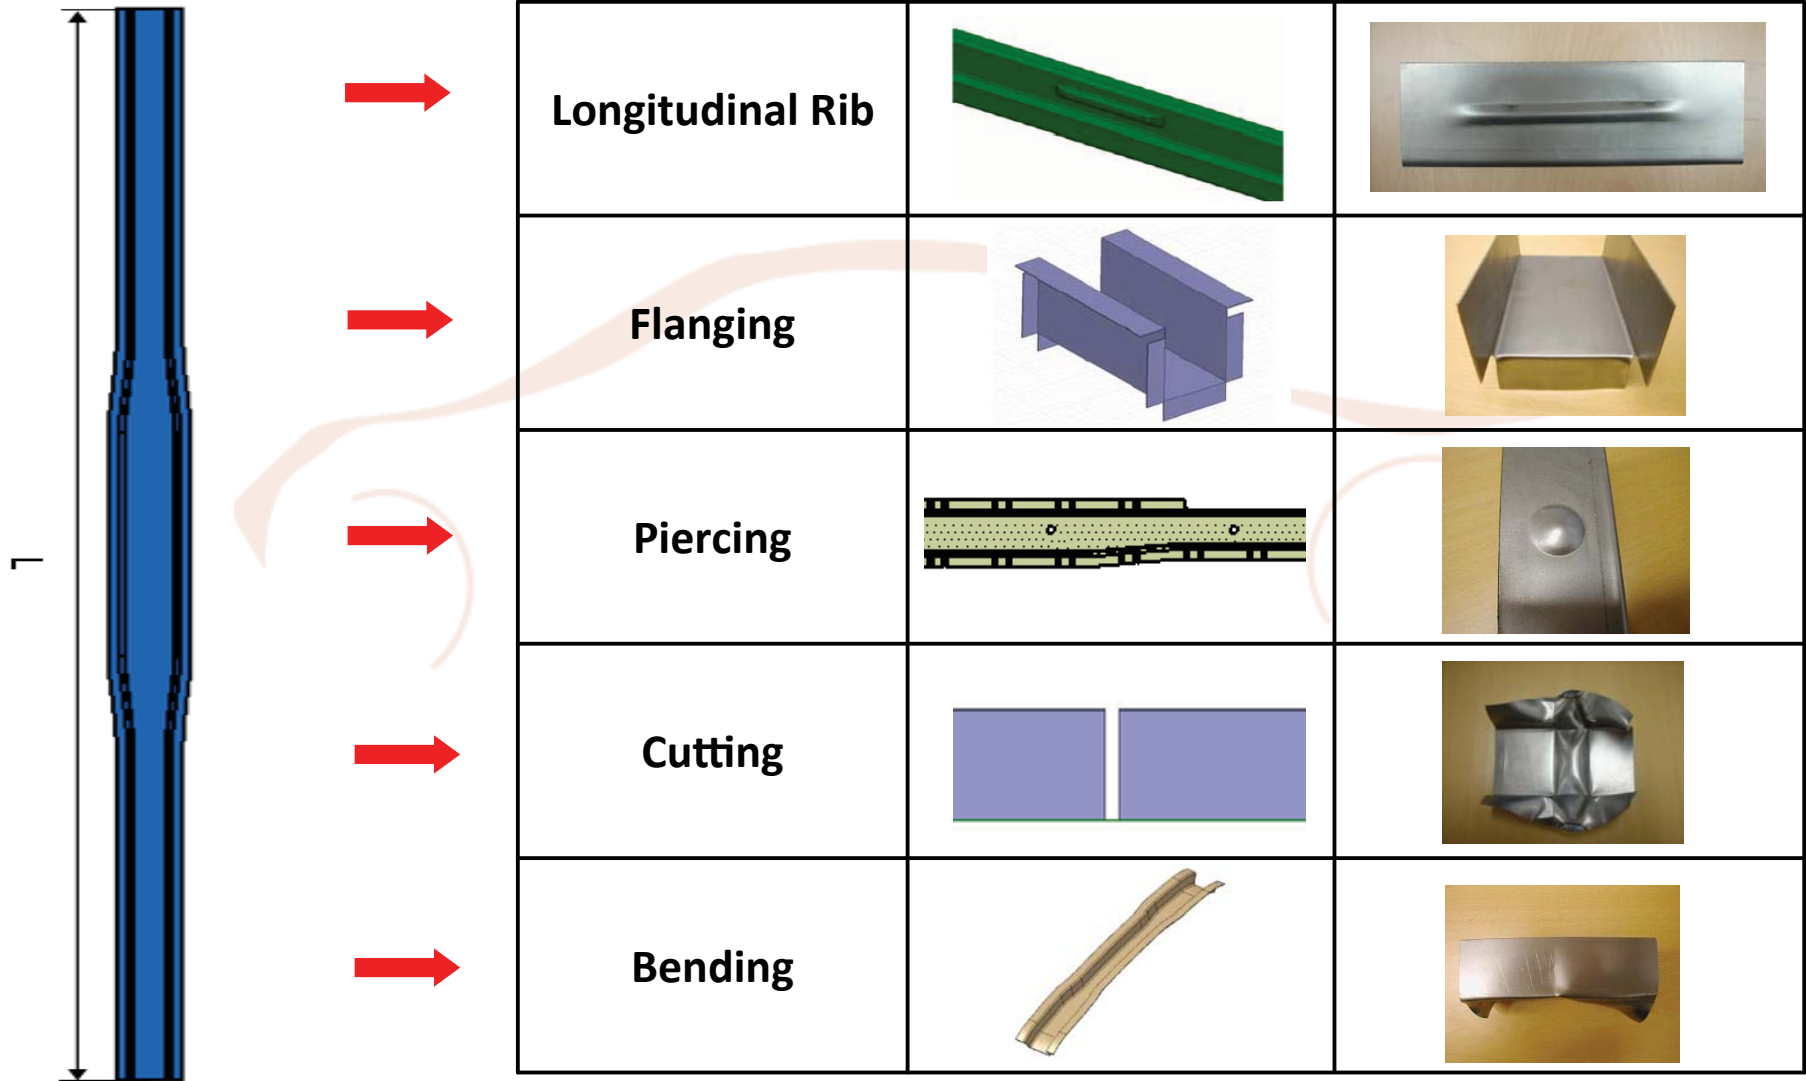 L
Longitudinal Rib
Flanging
Piercing
Cutting
Bending